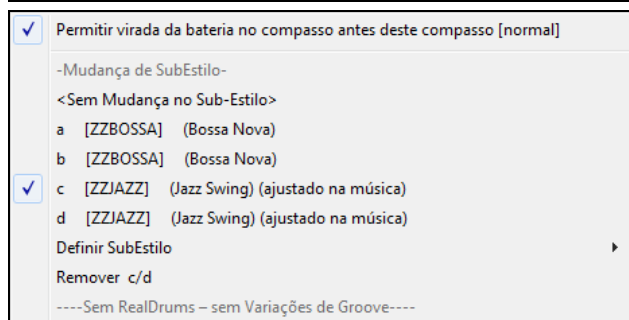 Permitir virada da bateria no compasso antes deste compasso [normal]
-Mudança de SubEstilo-
<Sem Mudança no Sub-Estilo>
a [ZZBOSSA] (Bossa Nova)
b [ZZBOSSA] (Bossa Nova)
c [ZZJAZZ] (Jazz Swing) (ajustado na música)
d [ZZJAZZ] (Jazz Swing) (ajustado na música)
Definir SubEstilo
Remover c/d
----Sem RealDrums – sem Variações de Groove----